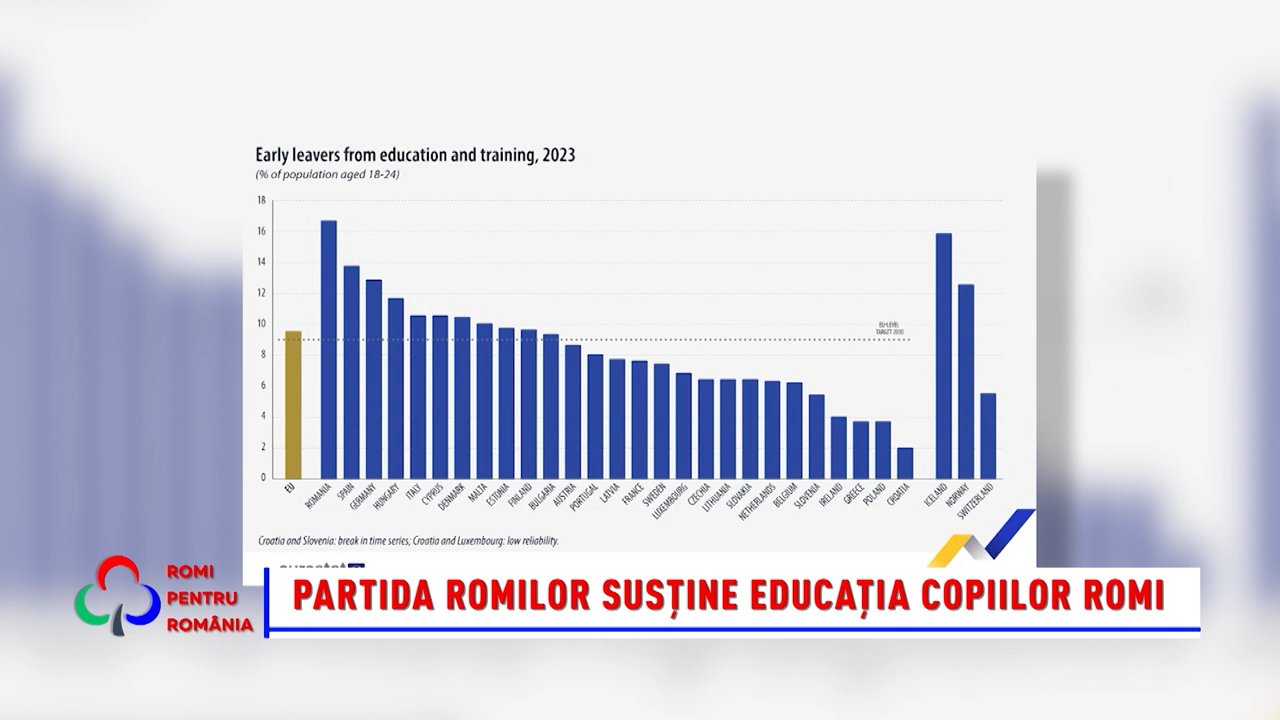 Early leavers from education and training, 2023
(% of population aged 18-24)
18
16
14
12
10
8
6
4
2
0
EU-LEVEL
TARGET 2030
EU
ROMANIA
SPAIN
GERMANY
HUNGARY
ITALY
CYPRUS
DENMARK
MALTA
ESTONIA
FINLAND
BULGARIA
AUSTRIA
PORTUGAL
LATVIA
FRANCE
SWEDEN
LUXEMBOURG
CZECHIA
LITHUANIA
SLOVAKIA
NETHERLANDS
BELGIUM
SLOVENIA
IRELAND
GREECE
POLAND
CROATIA
ICELAND
NORWAY
SWITZERLAND
Croatia and Slovenia: break in time series; Croatia and Luxembourg: low reliability.
eurostat
ROMI
PENTRU
ROMÂNIA
PARTIDA ROMILOR SUSȚINE EDUCAȚIA COPIILOR ROMI